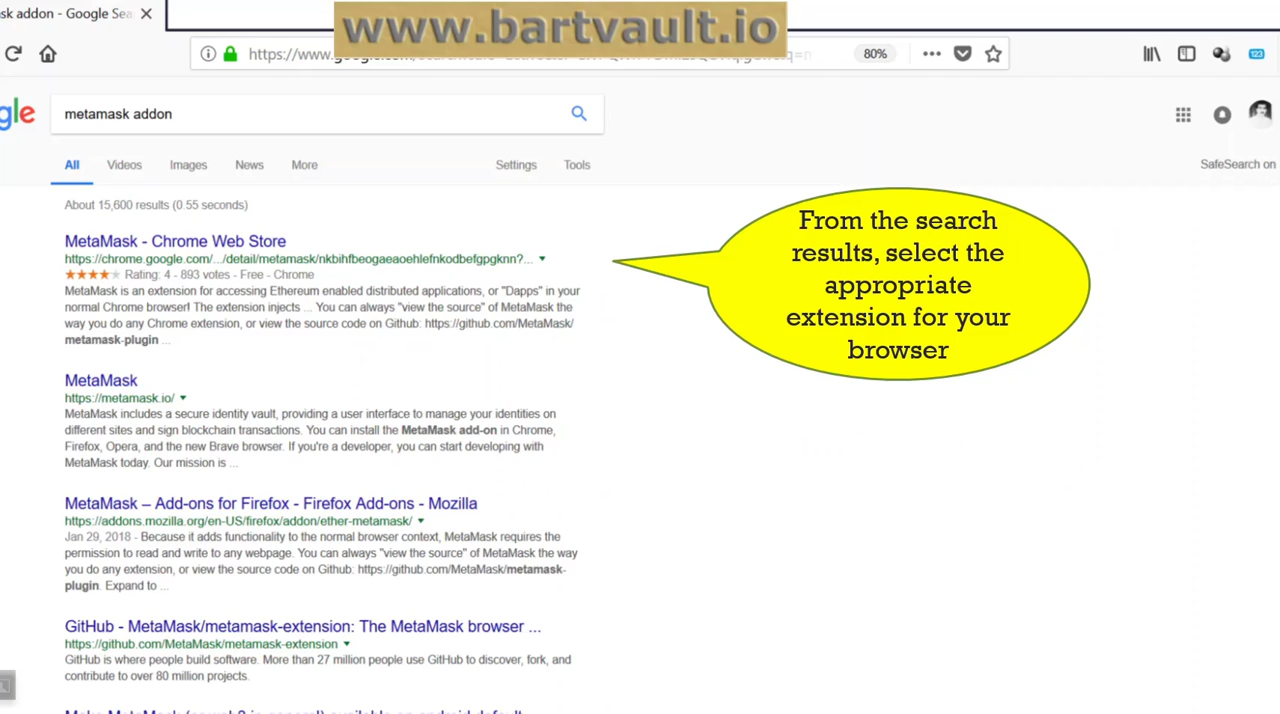 sk addon - Google Sea
www.bartvault.io
https://www.google.com
80%
123
gle
metamask addon
All Videos Images News More Settings Tools
SafeSearch on
About 15,600 results (0.55 seconds)
MetaMask - Chrome Web Store
https://chrome.google.com/.../detail/metamask/nkbihfbeogaeaoehlefnkodbefgpgknn?...
Rating: 4 - 893 votes - Free - Chrome
MetaMask is an extension for accessing Ethereum enabled distributed applications, or "Dapps" in your
normal Chrome browser! The extension injects ... You can always "view the source" of MetaMask the
way you do any Chrome extension, or view the source code on Github: https://github.com/MetaMask/
metamask-plugin ...
From the search
results, select the
appropriate
extension for your
browser
MetaMask
https://metamask.io/
MetaMask includes a secure identity vault, providing a user interface to manage your identities on
different sites and sign blockchain transactions. You can install the MetaMask add-on in Chrome,
Firefox, Opera, and the new Brave browser. If you're a developer, you can start developing with
MetaMask today. Our mission is ...
MetaMask – Add-ons for Firefox - Firefox Add-ons - Mozilla
https://addons.mozilla.org/en-US/firefox/addon/ether-metamask/
Jan 29, 2018 - Because it adds functionality to the normal browser context, MetaMask requires the
permission to read and write to any webpage. You can always "view the source" of MetaMask the way
you do any extension, or view the source code on Github: https://github.com/MetaMask/metamask-
plugin. Expand to ...
GitHub - MetaMask/metamask-extension: The MetaMask browser ...
https://github.com/MetaMask/metamask-extension
GitHub is where people build software. More than 27 million people use GitHub to discover, fork, and
contribute to over 80 million projects.